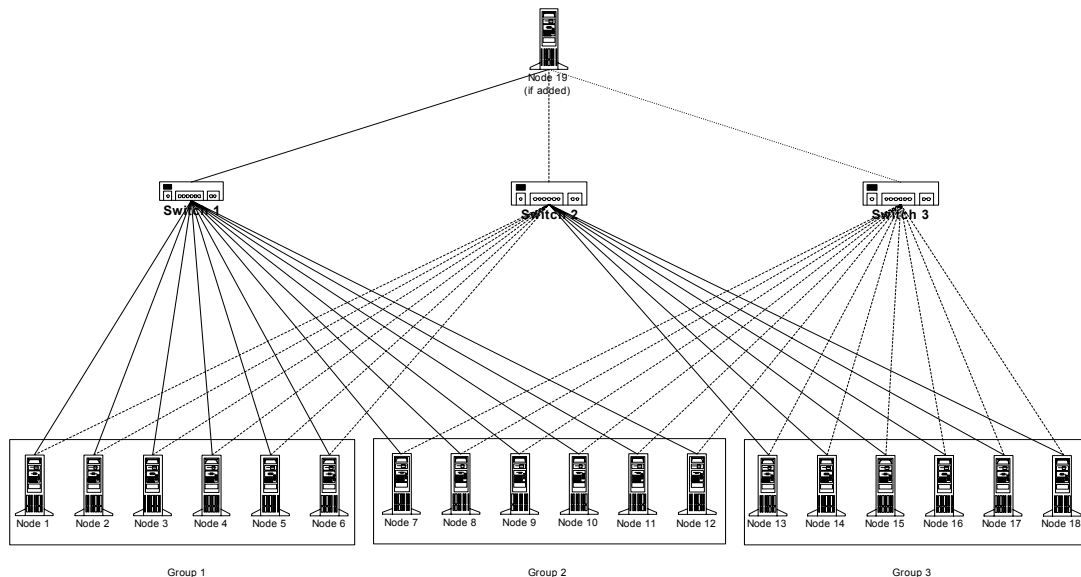 Node 19
(if added)
Switch 1
Switch 2
Switch 3
Node 1
Node 2
Node 3
Node 4
Node 5
Node 6
Node 7
Node 8
Node 9
Node 10
Node 11
Node 12
Node 13
Node 14
Node 15
Node 16
Node 17
Node 18
Group 1
Group 2
Group 3